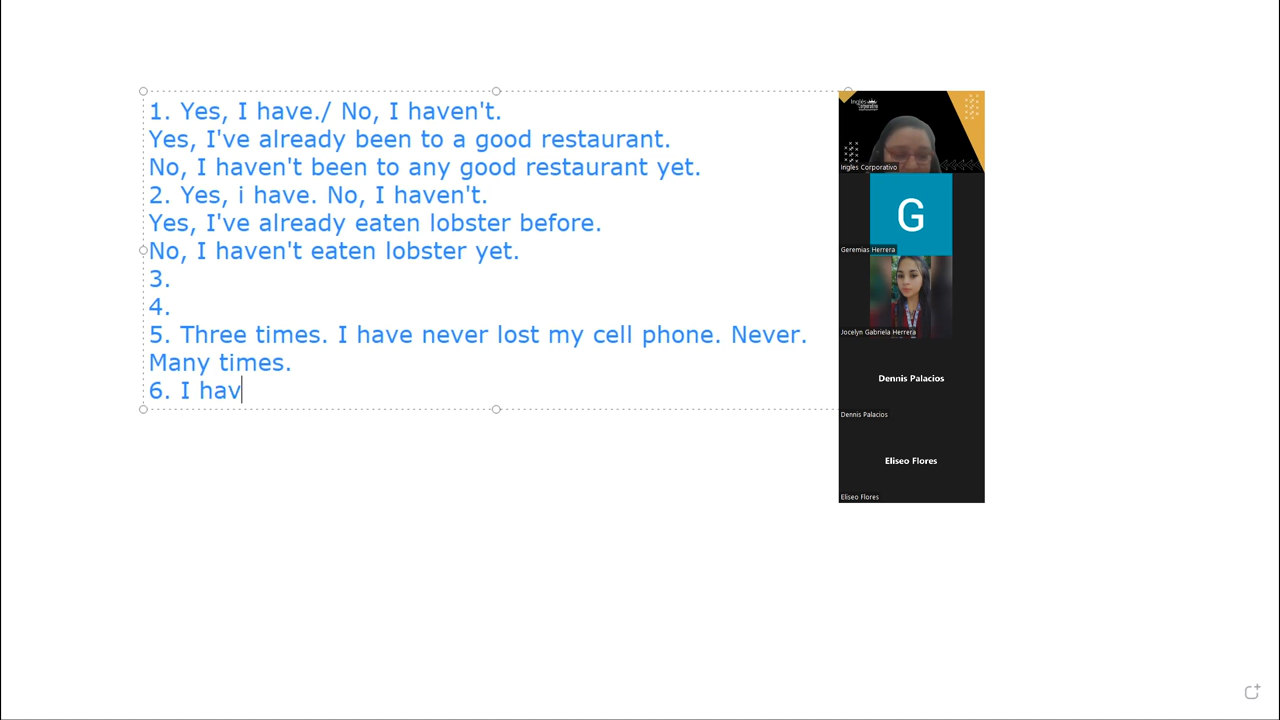 1. Yes, I have./ No, I haven't.
Yes, I've already been to a good restaurant.
No, I haven't been to any good restaurant yet.
2. Yes, i have. No, I haven't.
Yes, I've already eaten lobster before.
No, I haven't eaten lobster yet.
3.
4.
5. Three times. I have never lost my cell phone. Never.
Many times.
6. I hav
Inglés
Corporativo
Ingles Corporativo
G
Geremias Herrera
Jocelyn Gabriela Herrera
Dennis Palacios
Dennis Palacios
Eliseo Flores
Eliseo Flores